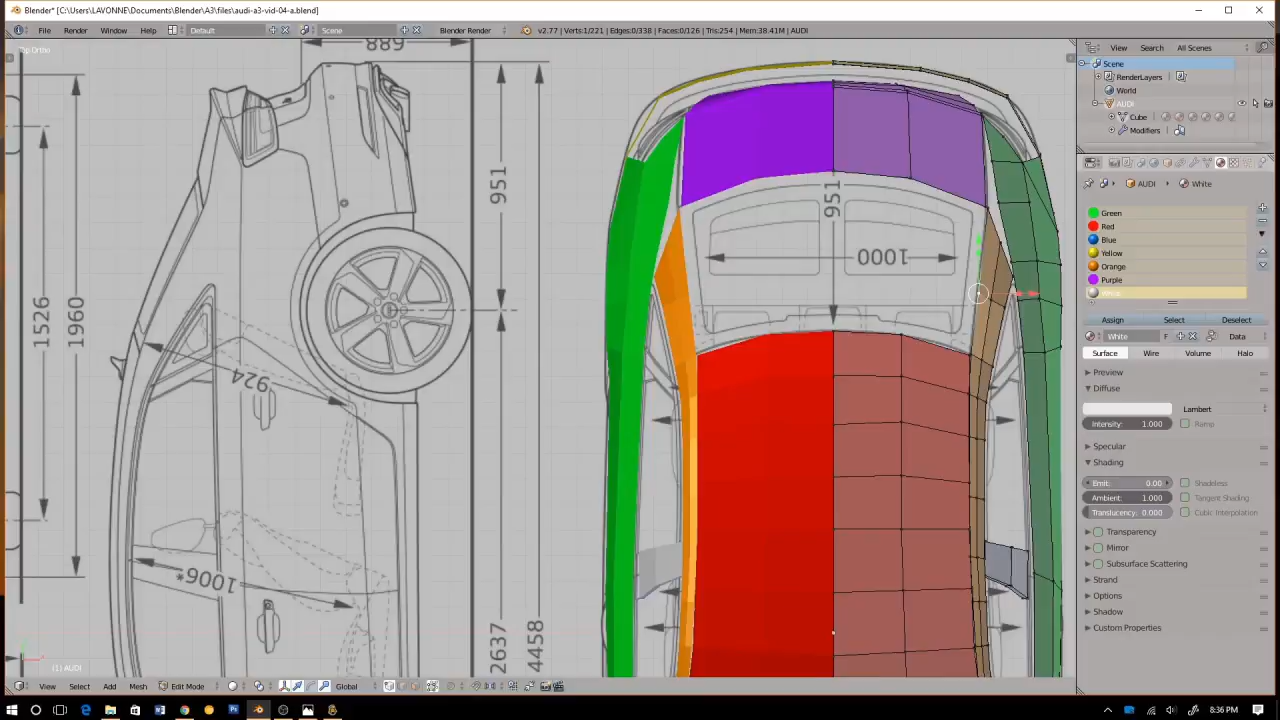 Blender* [C:\Users\LAVONNE\Documents\Blender\A3\files\audi-a3-vid-04-a.blend]
File Render Window Help Default Scene Blender Render v2.77 | Verts:1/221 | Edges:0/338 | Faces:0/126 | Tris:254 | Mem:38.41M | AUDI
Top Ortho
889
951
951
1000
1526
1960
924
1006*
2637
4458
(1) AUDI
View Select Add Mesh Edit Mode Global
View Search All Scenes
Scene
RenderLayers
World
AUDI
Cube
Modifiers
AUDI White
Green
Red
Blue
Yellow
Orange
Purple
White
Assign Select Deselect
White F Data
Surface Wire Volume Halo
Preview
Diffuse
Lambert
Intensity: 1.000 Ramp
Specular
Shading
Emit: 0.00 Shadeless
Ambient: 1.000 Tangent Shading
Translucency: 0.000 Cubic Interpolation
Transparency
Mirror
Subsurface Scattering
Strand
Options
Shadow
Custom Properties
8:36 PM